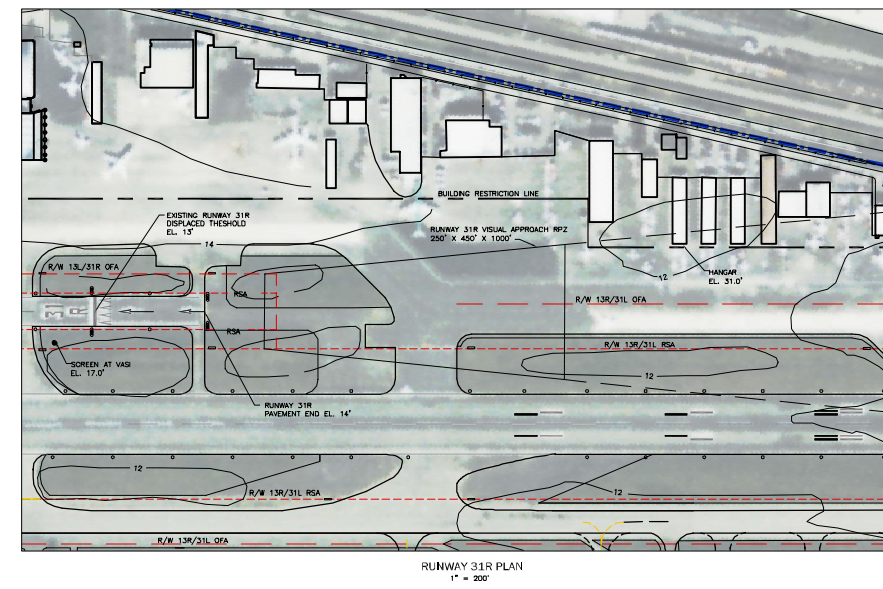 BUILDING RESTRICTION LINE
EXISTING RUNWAY 31R
DISPLACED THESHOLD
EL. 13'
RUNWAY 31R VISUAL APPROACH RPZ
250' X 450' X 1000'
14
R/W 13L/31R OFA
12
HANGAR
EL. 31.0'
RSA
R/W 13R/31L OFA
31
R
RSA
R/W 13R/31L RSA
SCREEN AT VASI
EL. 17.0'
12
RUNWAY 31R
PAVEMENT END EL. 14'
12
R/W 13R/31L RSA
12
R/W 13R/31L OFA
RUNWAY 31R PLAN
1" = 200'